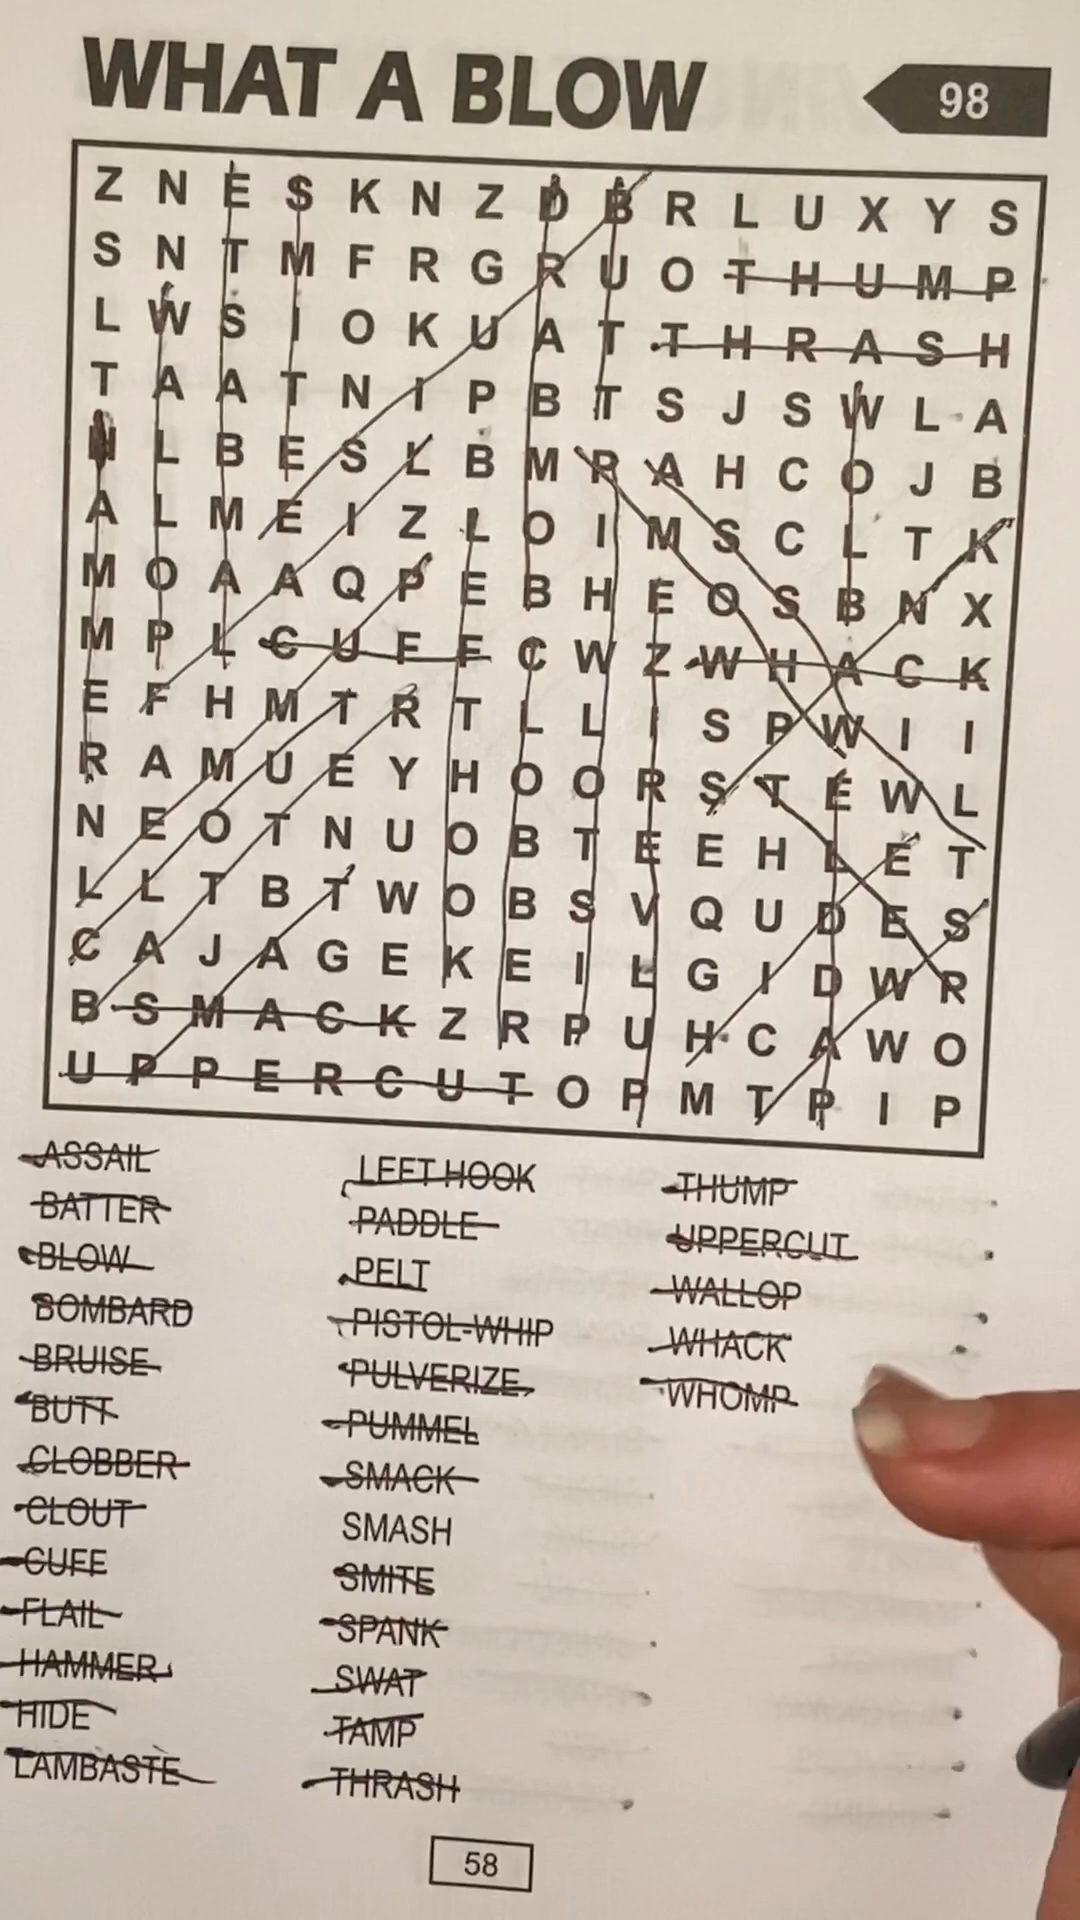 WHAT A BLOW
98
Z N E S K N Z D B R L U X Y S
S N T M F R G R U O T H U M P
L W S I O K U A T T H R A S H
T A A T N I P B T S J S W L A
H L B E S L B M P A H C O J B
A L M E I Z L O I M S C L T K
M O A A Q P E B H E O S B N X
M P L C U F F C W Z W H A C K
E F H M T R T L L I S P W I I
R A M U E Y H O O R S T E W L
N E O T N U O B T E E H L E T
L L T B T W O B S V Q U D E S
C A J A G E K E I L G I D W R
B S M A C K Z R P U H C A W O
U P P E R C U T O P M T P I P
ASSAIL
BATTER
BLOW
BOMBARD
BRUISE
BUTT
CLOBBER
CLOUT
CUFF
FLAIL
HAMMER
HIDE
LAMBASTE
LEFT HOOK
PADDLE
PELT
PISTOL-WHIP
PULVERIZE
PUMMEL
SMACK
SMASH
SMITE
SPANK
SWAT
TAMP
THRASH
THUMP
UPPERCUT
WALLOP
WHACK
WHOMP
58